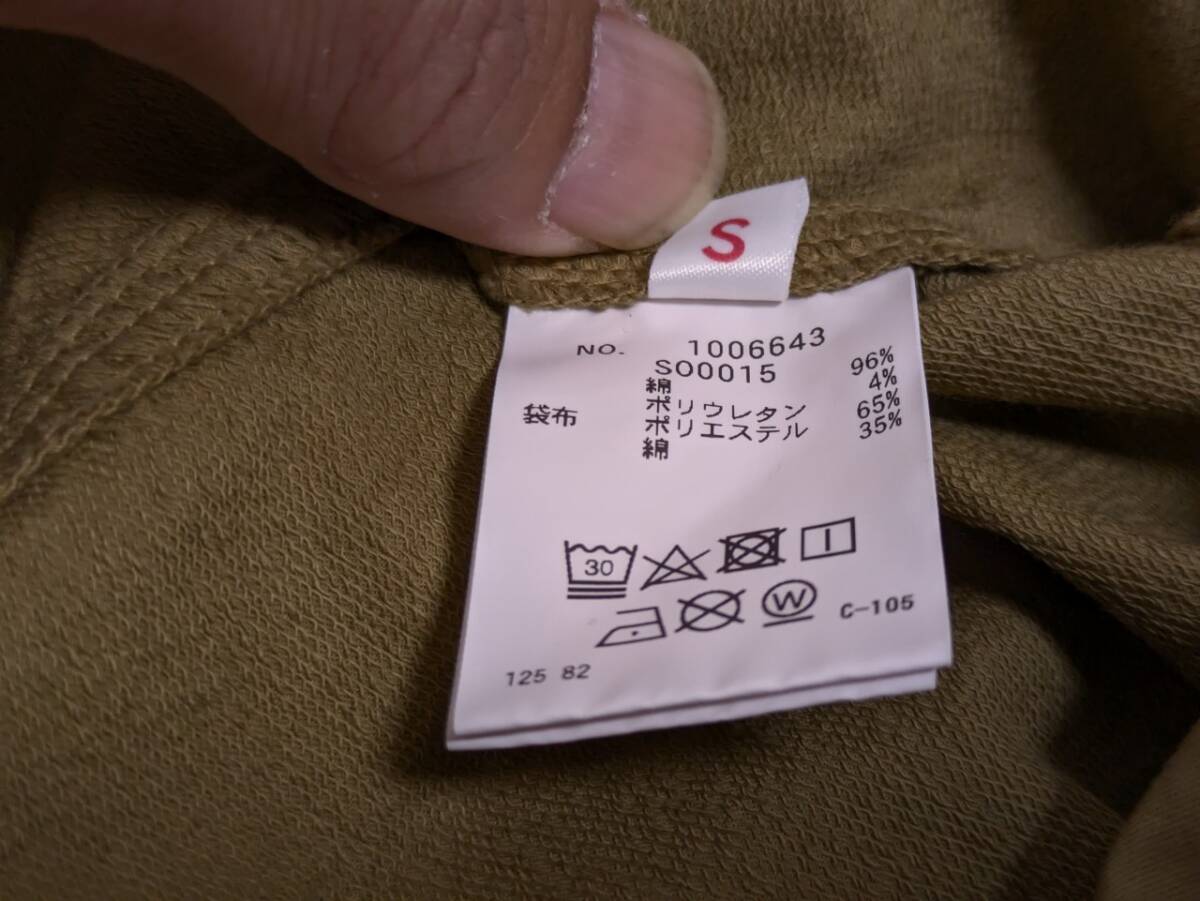 S
NO. 1006643
SO0015
綿 96%
ポリウレタン 4%
袋布 ポリエステル 65%
綿 35%
30
W
C-105
125 82